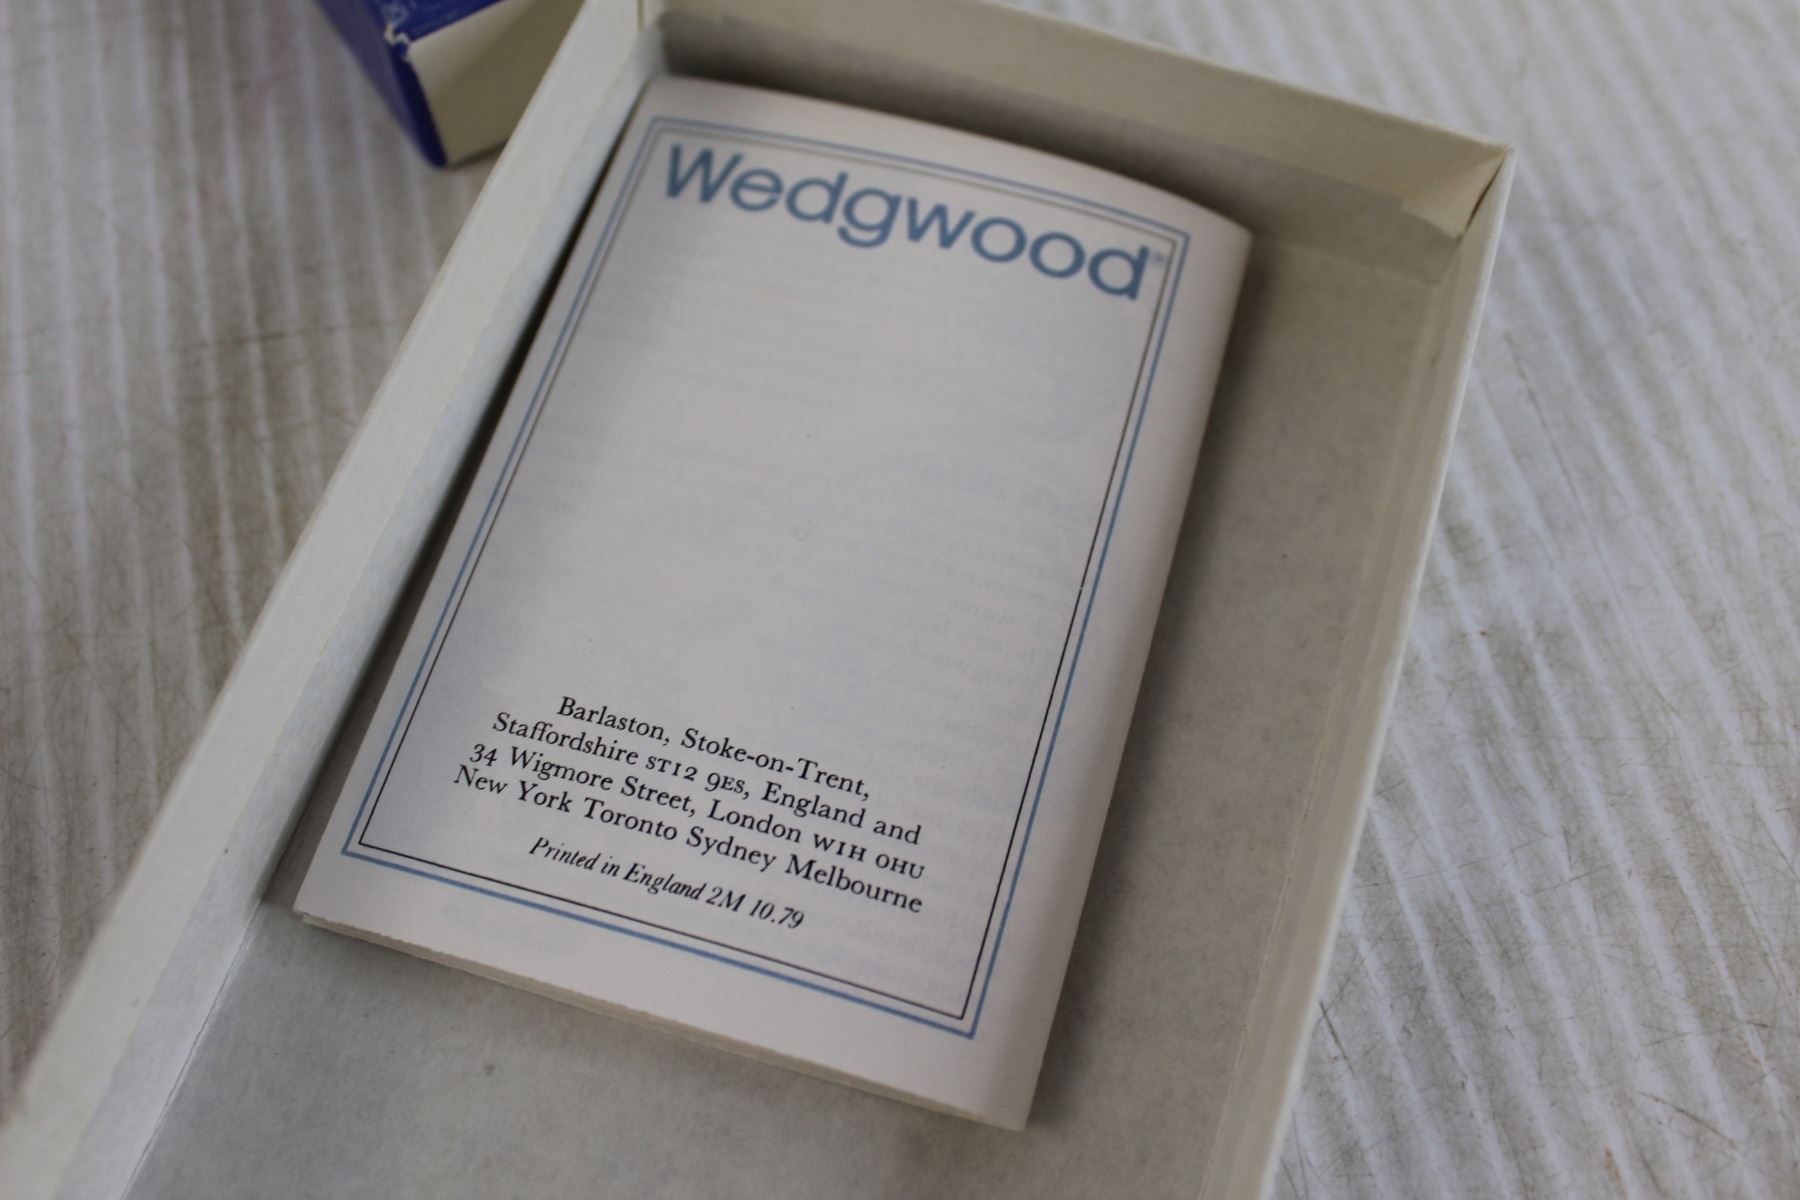 Wedgwood®
Barlaston, Stoke-on-Trent,
Staffordshire ST12 9ES, England and
34 Wigmore Street, London W1H 0HU
New York Toronto Sydney Melbourne
Printed in England 2M 10.79